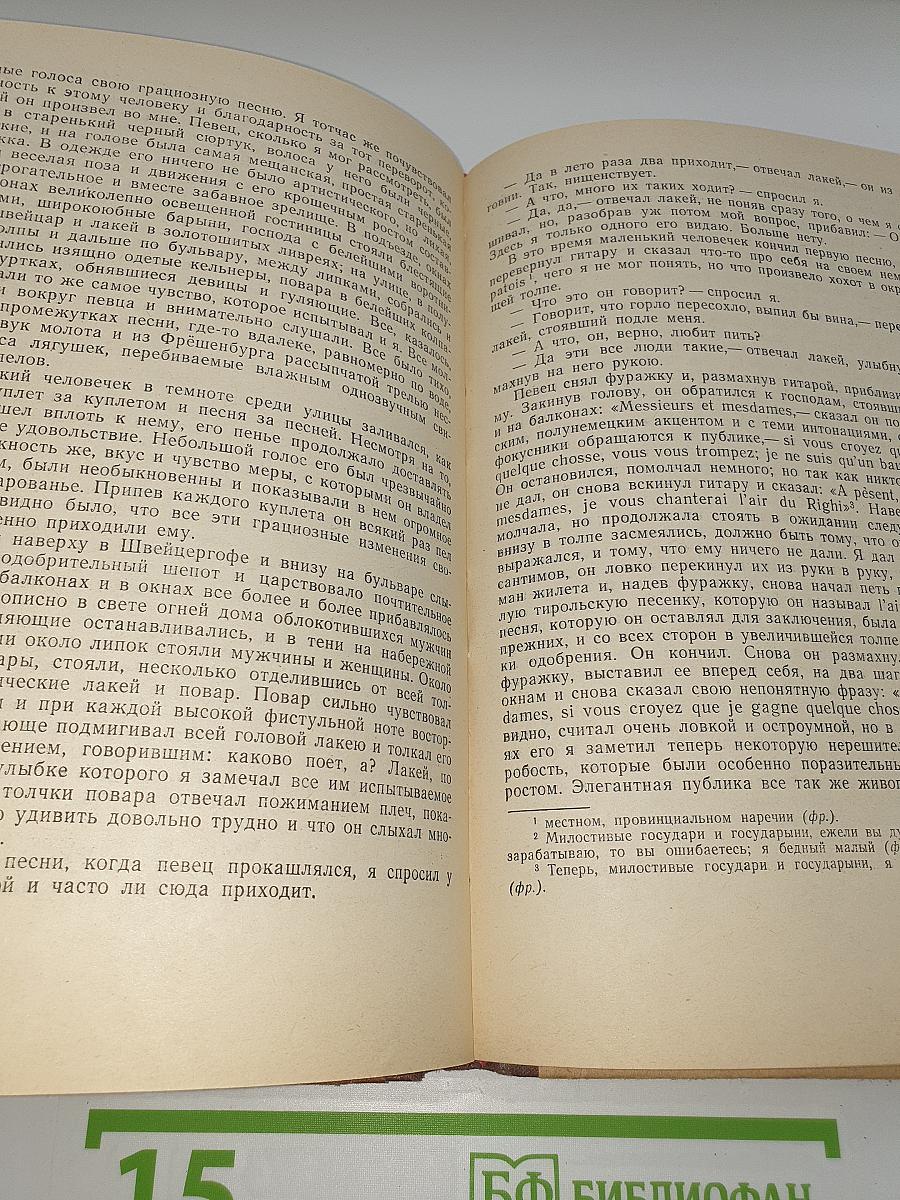 ные голоса свою грациозную песню. Я тотчас же почувствовал
ность к этому человеку и благодарность за тот переворот, ко
й он произвел во мне. Певец, сколько я мог рассмотреть, был
в старенький черный сюртук, волоса у него были черные,
кие, и на голове была самая мещанская, простая старенькая
жка. В одежде его ничего не было артистического, но лихая,
и веселая поза и движения с его крошечным ростом состав-
рогательное и вместе забавное зрелище. В подъезде, окнах
онах великолепно освещенной гостиницы стояли блестящие
ми, широкоюбные барыни, господа с белейшими воротни-
швейцар и лакей в золотошитых ливреях; на улице, в полу-
олпы и дальше по бульвару, между липками, собрались и
ались изящно одетые кельнеры, повара в белейших колпа-
уртках, обнявшиеся девицы и гуляющие. Все, казалось,
али то же самое чувство, которое испытывал и я. Все мол-
и вокруг певца и внимательно слушали. Все было тихо,
промежутках песни, где-то вдалеке, равномерно по воде,
звук молота и из Фрёшенбурга рассыпчатой трелью нес-
са лягушек, перебиваемые влажным однозвучным сви-
пелов.
кий человечек в темноте среди улицы заливался, как
уплет за куплетом и песня за песней. Несмотря на то,
шел вплоть к нему, его пенье продолжало доставлять
е удовольствие. Небольшой голос его был чрезвычайно
жность же, вкус и чувство меры, с которыми он владел
м, были необыкновенны и показывали в нем огромное
арованье. Припев каждого куплета он всякий раз пел
видно было, что все эти грациозные изменения сво-
енно приходили ему.
и наверху в Швейцергофе и внизу на бульваре слы-
одобрительный шепот и царствовало почтительное
балконах и в окнах все более и более прибавлялось
описно в свете огней дома облокотившихся мужчин
ляющие останавливались, и в тени на набережной
ми около липок стояли мужчины и женщины. Около
ары, стояли, несколько отделившись от всей тол-
ические лакей и повар. Повар сильно чувствовал
и и при каждой высокой фистульной ноте востор-
ающе подмигивал всей головой лакею и толкал его
ением, говорившим: каково поет, а? Лакей, по
улыбке которого я замечал все им испытываемое
толчки повара отвечал пожиманием плеч, пока-
о удивить довольно трудно и что он слыхал мно-
.
песни, когда певец прокашлялся, я спросил у
ой и часто ли сюда приходит.
— Да в лето раза два приходит,— отвечал лакей,— он из
говии. Так, нищенствует.
— А что, много их таких ходит? — спросил я.
— Да, да,— отвечал лакей, не поняв сразу того, о чем я с
шивал, но, разобрав уж потом мой вопрос, прибавил: — О
Здесь я только одного его видаю. Больше нету.
В это время маленький человечек кончил первую песню,
перевернул гитару и сказал что-то про себя на своем нем
patois¹, чего я не мог понять, но что произвело хохот в окр
щей толпе.
— Что это он говорит? — спросил я.
— Говорит, что горло пересохло, выпил бы вина,— пере
лакей, стоявший подле меня.
— А что, он, верно, любит пить?
— Да эти все люди такие,— отвечал лакей, улыбну
махнув на него рукою.
Певец снял фуражку и, размахнув гитарой, приблизи
му. Закинув голову, он обратился к господам, стоявши
и на балконах: «Messieurs et mesdames,— сказал он по
ским, полунемецким акцентом и с теми интонациями, с
фокусники обращаются к публике,— si vous croyez qu
quelque chosse, vous vous trompez; je ne suis qu'un bau
Он остановился, помолчал немного; но так как никто
не дал, он снова вскинул гитару и сказал: «A pèsent,
mesdames, je vous chanterai l'air du Righi»³. Наве
молчала, но продолжала стоять в ожидании следу
внизу в толпе засмеялись, должно быть тому, что о
выражался, и тому, что ему ничего не дали. Я дал
сантимов, он ловко перекинул их из руки в руку,
ман жилета и, надев фуражку, снова начал петь
лую тирольскую песенку, которую он называл l'ai
песня, которую он оставлял для заключения, была
прежних, и со всех сторон в увеличившейся толпе
ки одобрения. Он кончил. Снова он размахну
фуражку, выставил ее вперед себя, на два шаг
окнам и снова сказал свою непонятную фразу: «
dames, si vous croyez que je gagne quelque chos
видно, считал очень ловкой и остроумной, но в
ях его я заметил теперь некоторую нерешител
робость, которые были особенно поразительны
ростом. Элегантная публика все так же живо
¹ местном, провинциальном наречии (фр.).
² Милостивые государи и государыни, ежели вы ду
зарабатываю, то вы ошибаетесь; я бедный малый (ф
³ Теперь, милостивые государи и государыни, я
(фр.).
15
БФ БИБЛИОФАН